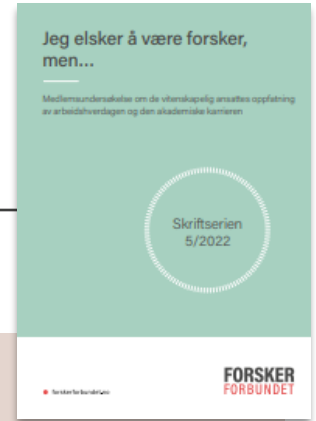 Jeg elsker å være forsker,
men...
Medlemsundersøkelse om de vitenskapelig ansattes oppfatning
av arbeidshverdagen og den akademiske karrieren
Skriftserien
5/2022
FORSKER
FORBUNDET
forskerforbundet.no